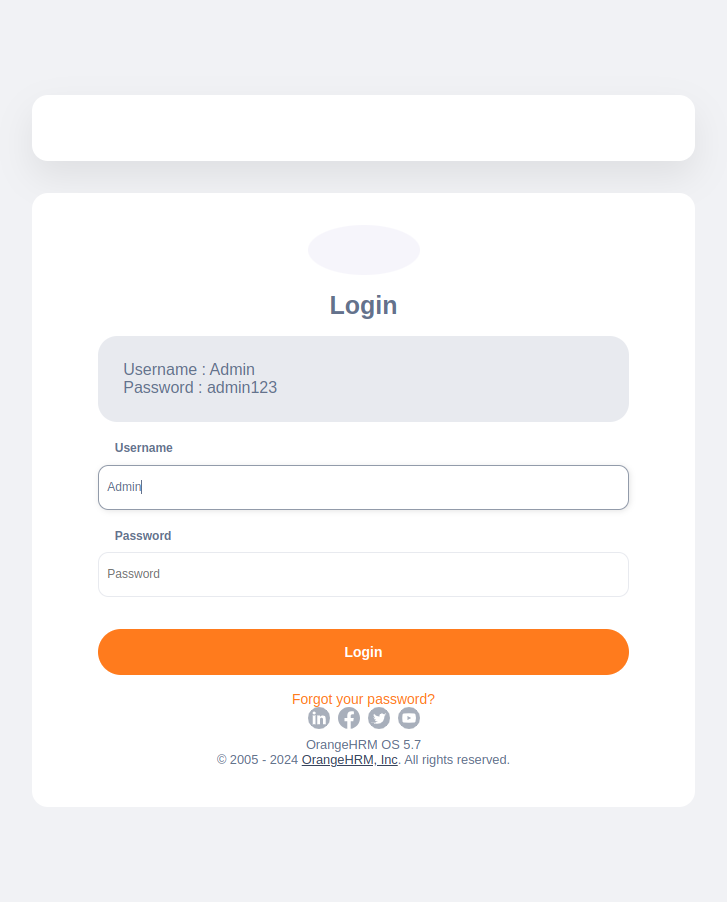 Login
Username : Admin
Password : admin123
Username
Admin
Password
Password
Login
Forgot your password?
OrangeHRM OS 5.7
© 2005 - 2024 OrangeHRM, Inc. All rights reserved.